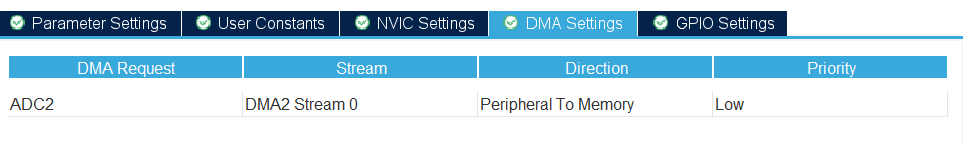 Parameter Settings User Constants NVIC Settings DMA Settings GPIO Settings
DMA Request Stream Direction Priority
ADC2 DMA2 Stream 0 Peripheral To Memory Low